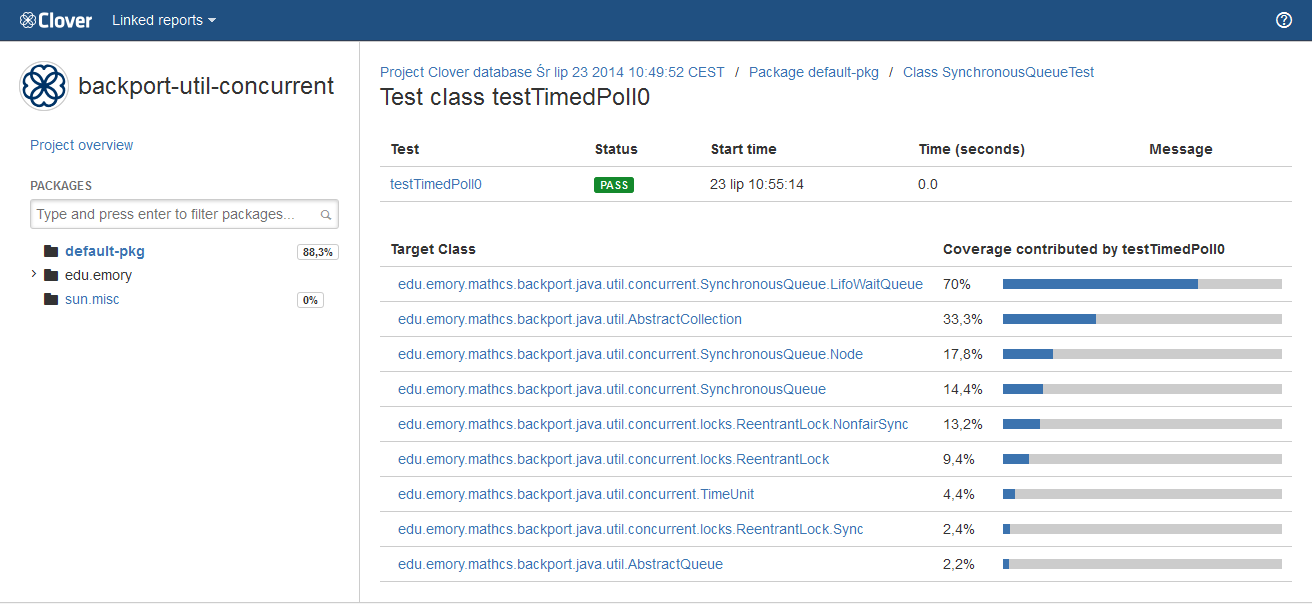 Clover Linked reports
backport-util-concurrent
Project overview
PACKAGES
Type and press enter to filter packages...
default-pkg 88,3%
edu.emory
sun.misc 0%
Project Clover database Śr lip 23 2014 10:49:52 CEST / Package default-pkg / Class SynchronousQueueTest
Test class testTimedPoll0
Test Status Start time Time (seconds) Message
testTimedPoll0 PASS 23 lip 10:55:14 0.0
Target Class Coverage contributed by testTimedPoll0
edu.emory.mathcs.backport.java.util.concurrent.SynchronousQueue.LifoWaitQueue 70%
edu.emory.mathcs.backport.java.util.AbstractCollection 33,3%
edu.emory.mathcs.backport.java.util.concurrent.SynchronousQueue.Node 17,8%
edu.emory.mathcs.backport.java.util.concurrent.SynchronousQueue 14,4%
edu.emory.mathcs.backport.java.util.concurrent.locks.ReentrantLock.NonfairSync 13,2%
edu.emory.mathcs.backport.java.util.concurrent.locks.ReentrantLock 9,4%
edu.emory.mathcs.backport.java.util.concurrent.TimeUnit 4,4%
edu.emory.mathcs.backport.java.util.concurrent.locks.ReentrantLock.Sync 2,4%
edu.emory.mathcs.backport.java.util.AbstractQueue 2,2%